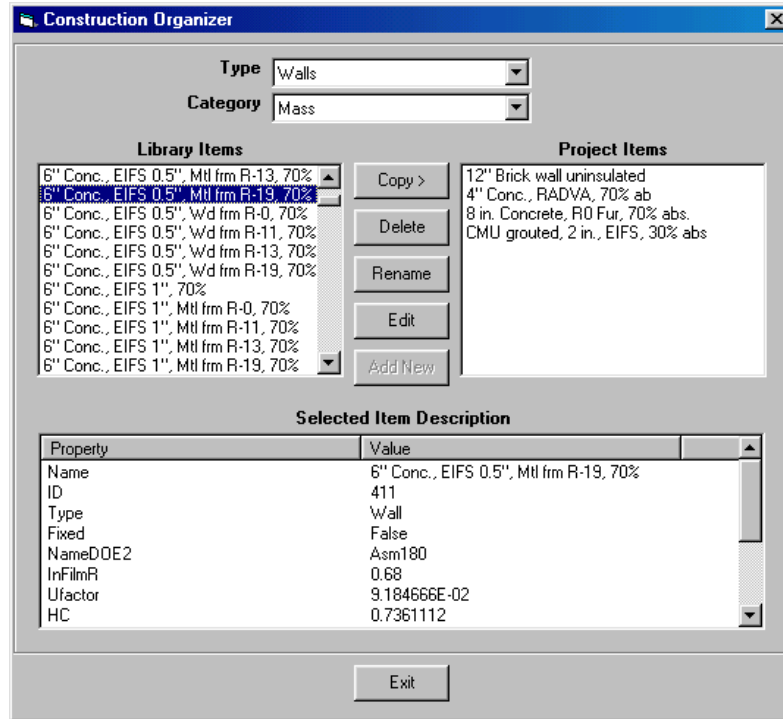 Construction Organizer
Type Walls
Category Mass
Library Items
6" Conc., EIFS 0.5", Mtl frm R-13, 70%
6" Conc., EIFS 0.5", Mtl frm R-19, 70%
6" Conc., EIFS 0.5", Wd frm R-0, 70%
6" Conc., EIFS 0.5", Wd frm R-11, 70%
6" Conc., EIFS 0.5", Wd frm R-13, 70%
6" Conc., EIFS 0.5", Wd frm R-19, 70%
6" Conc., EIFS 1", 70%
6" Conc., EIFS 1", Mtl frm R-0, 70%
6" Conc., EIFS 1", Mtl frm R-11, 70%
6" Conc., EIFS 1", Mtl frm R-13, 70%
6" Conc., EIFS 1", Mtl frm R-19, 70%
Copy >
Delete
Rename
Edit
Add New
Project Items
12" Brick wall uninsulated
4" Conc., RADVA, 70% ab
8 in. Concrete, R0 Fur, 70% abs.
CMU grouted, 2 in., EIFS, 30% abs
Selected Item Description
Property Value
Name 6" Conc., EIFS 0.5", Mtl frm R-19, 70%
ID 411
Type Wall
Fixed False
NameDOE2 Asm180
InFilmR 0.68
Ufactor 9.184666E-02
HC 0.7361112
Exit